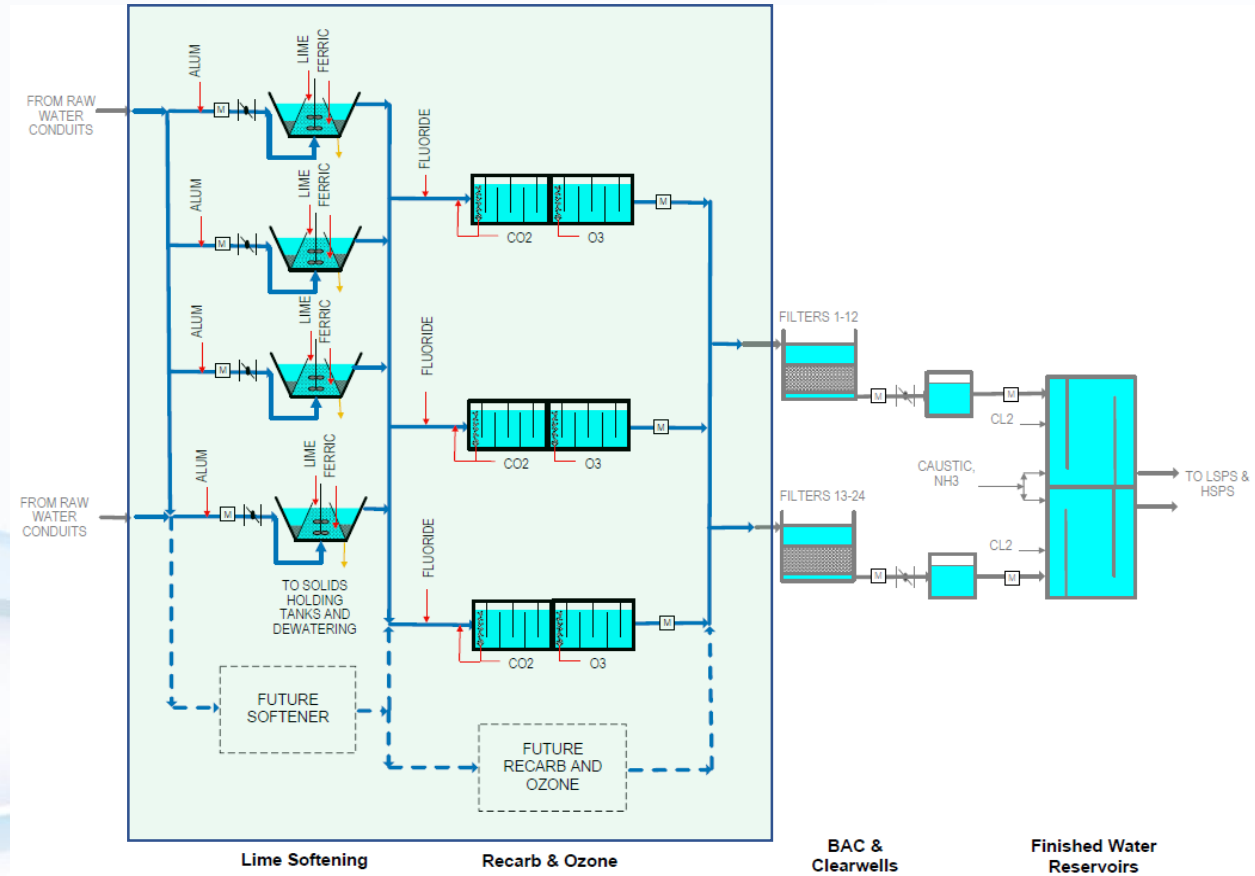 ALUM
LIME
FERRIC
FROM RAW
WATER
CONDUITS
M
FLUORIDE
CO2
O3
M
ALUM
LIME
FERRIC
M
ALUM
LIME
FERRIC
M
FLUORIDE
CO2
O3
M
FILTERS 1-12
M
M
CL2
CAUSTIC,
NH3
TO LSPS &
HSPS
ALUM
LIME
FERRIC
FROM RAW
WATER
CONDUITS
M
FILTERS 13-24
CL2
M
M
TO SOLIDS
HOLDING
TANKS AND
DEWATERING
FLUORIDE
CO2
O3
M
FUTURE
SOFTENER
FUTURE
RECARB AND
OZONE
Lime Softening
Recarb & Ozone
BAC &
Clearwells
Finished Water
Reservoirs